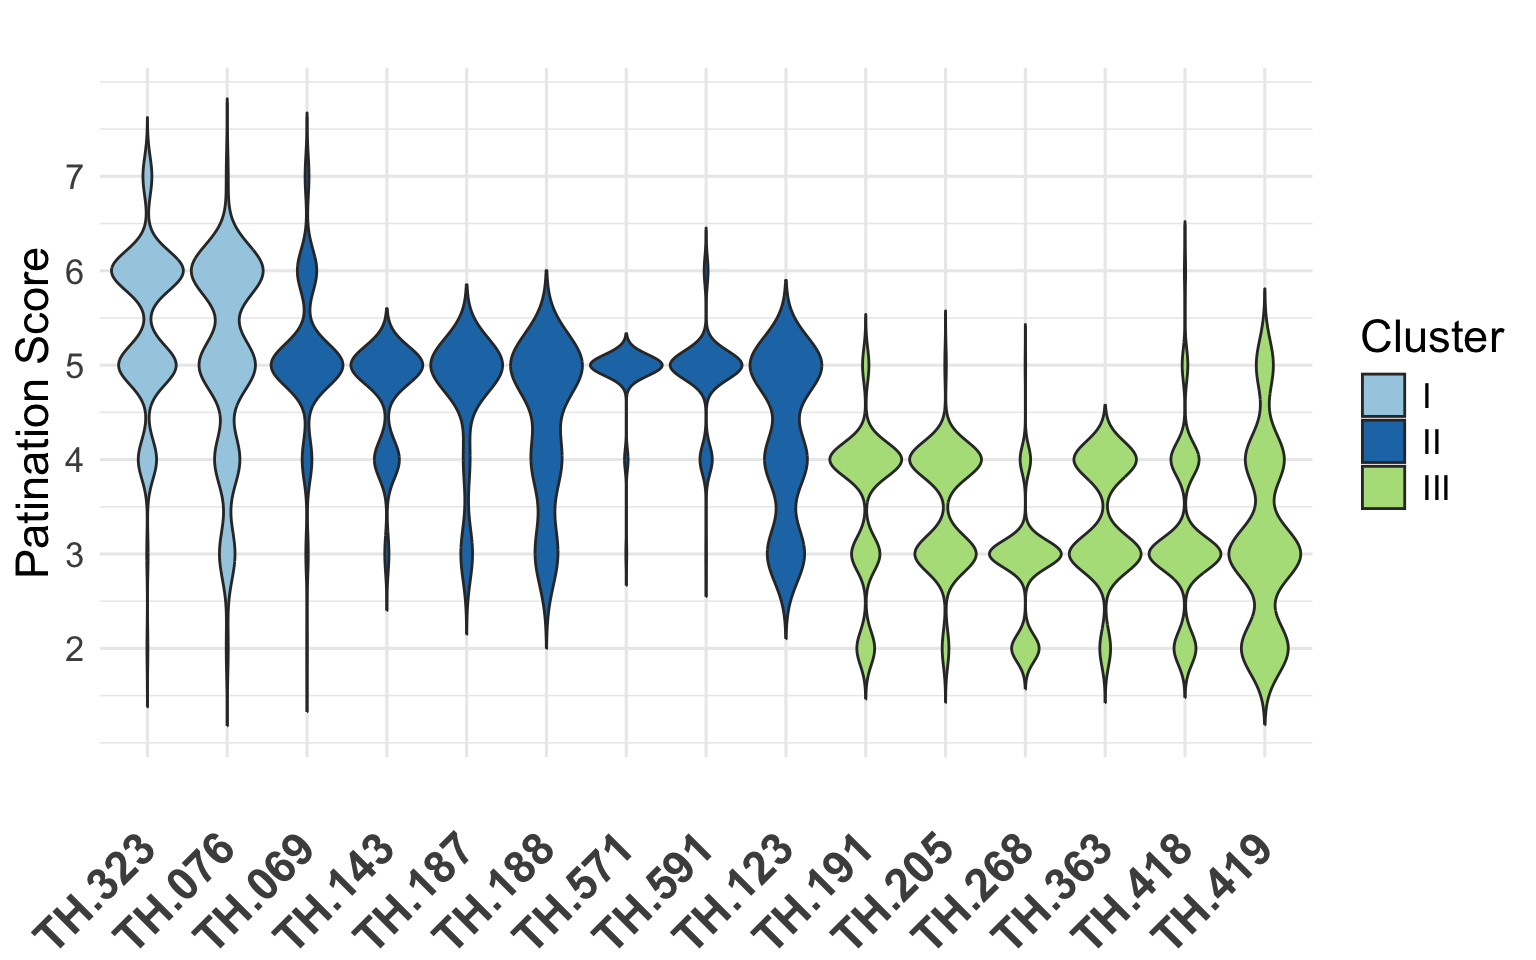 Patination Score
7
6
5
4
3
2
TH.323
TH.076
TH.069
TH.143
TH.187
TH.188
TH.571
TH.591
TH.123
TH.191
TH.205
TH.268
TH.363
TH.418
TH.419
Cluster
I
II
III